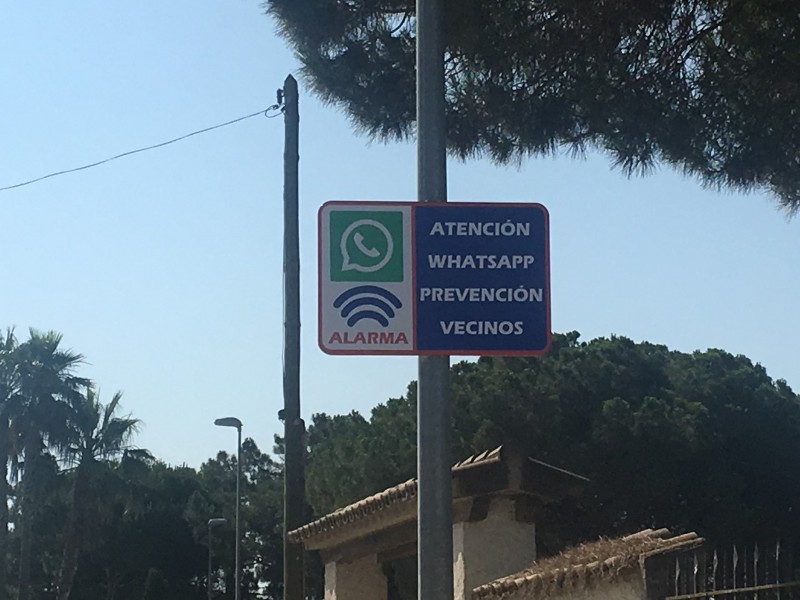 ALARMA
ATENCIÓN
WHATSAPP
PREVENCIÓN
VECINOS